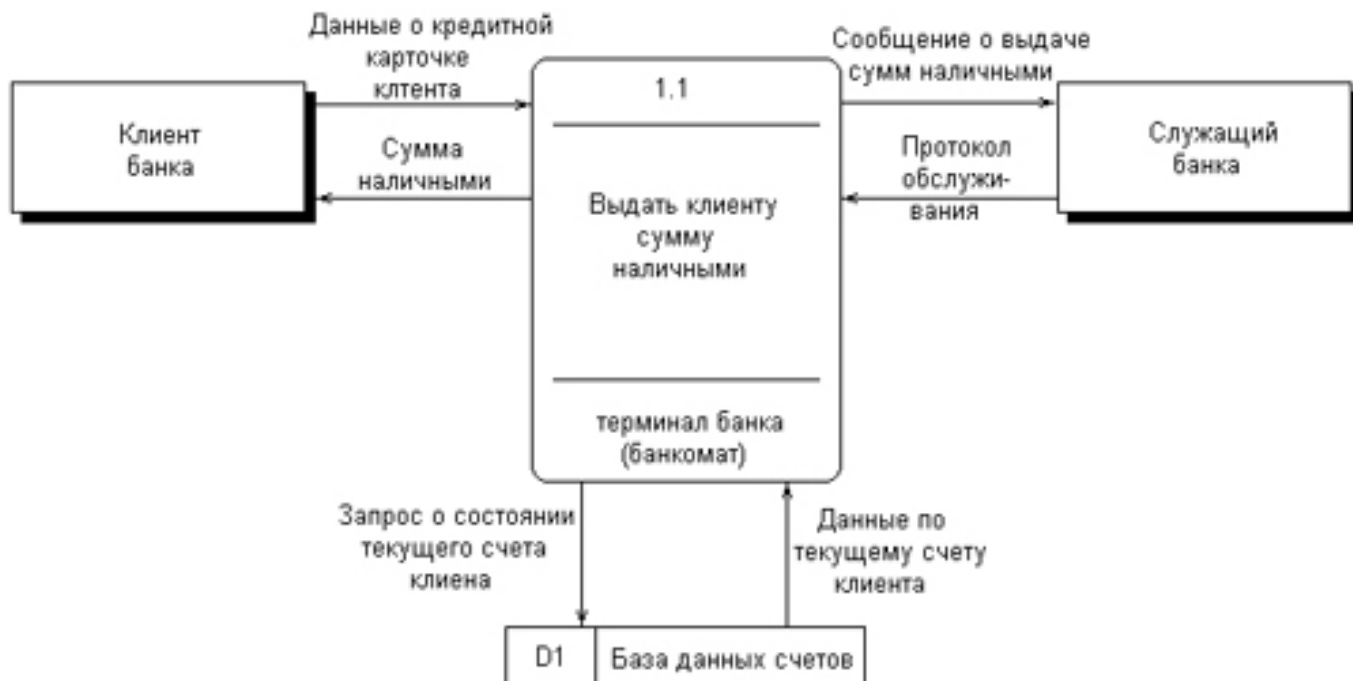 Данные о кредитной
карточке
клтента
Сообщение о выдаче
сумм наличными
1.1
Клиент
банка
Сумма
наличными
Протокол
обслужи-
вания
Служащий
банка
Выдать клиенту
сумму
наличными
терминал банка
(банкомат)
Запрос о состоянии
текущего счета
клиена
Данные по
текущему счету
клиента
D1
База данных счетов